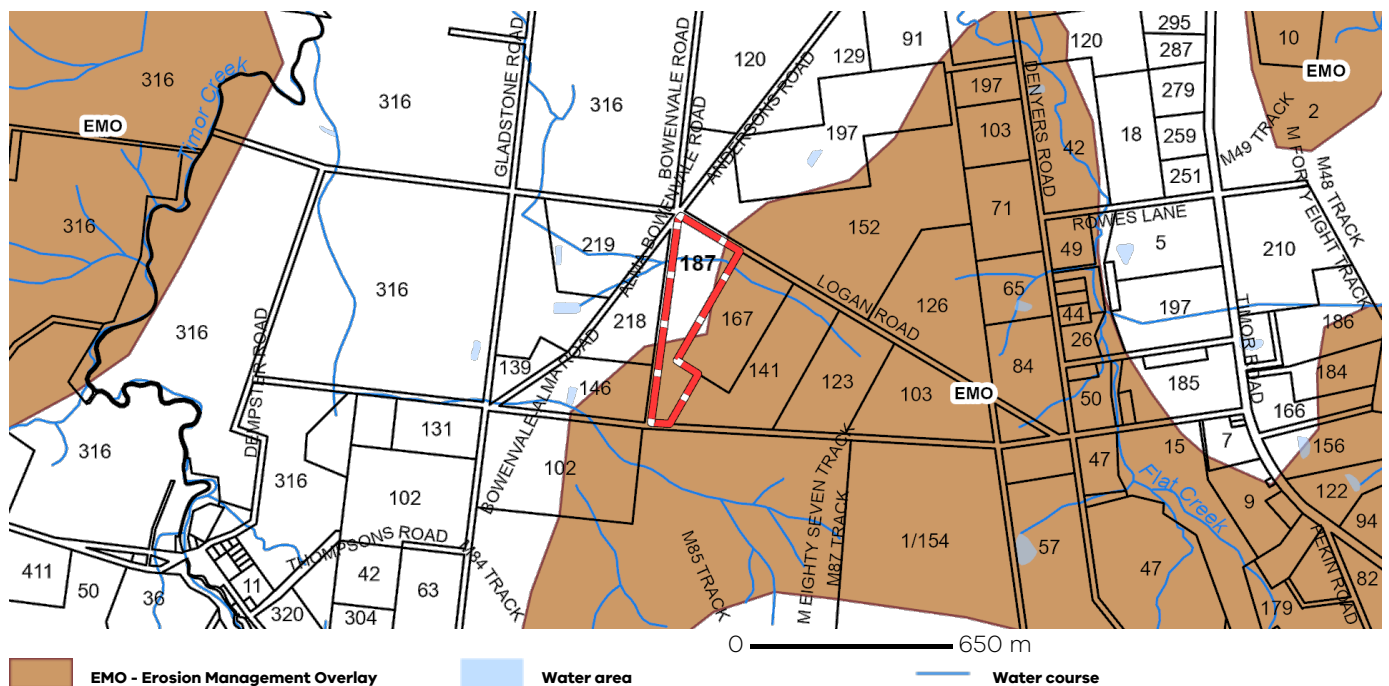 295
91
120
120
287
129
10
316
316
EMO
GLADSTONE ROAD
BOWENVALE ROAD
ANDERSONS ROAD
DENYERS ROAD
197
279
316
316
Timor Creek
EMO
197
103
18
259
2
M49 TRACK
M FORTY EIGHT TRACK
M48 TRACK
42
251
71
ROWES LANE
316
152
219
ALMA BOWENVALE ROAD
187
49
5
210
316
LOGAN ROAD
65
126
197
TIMOR ROAD
44
186
316
DEMPSTER ROAD
218
167
26
139
141
84
184
146
123
103
EMO
185
BOWENVALE ALMA ROAD
50
166
131
7
316
15
156
102
47
316
M EIGHTY SEVEN TRACK
M87 TRACK
Flat Creek
102
9
122
94
THOMPSONS ROAD
M84 TRACK
M85 TRACK
1/154
57
AEKIN ROAD
411
50
36
11
42
63
47
82
320
304
179
0 650 m
EMO - Erosion Management Overlay
Water area
Water course